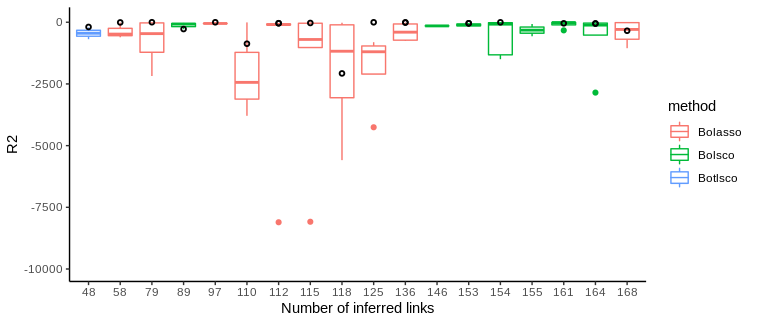 0
-2500
-5000
-7500
-10000
R2
48 58 79 89 97 110 112 115 118 125 136 146 153 154 155 161 164 168
Number of inferred links
method
Bolasso
Bolsco
Botlsco